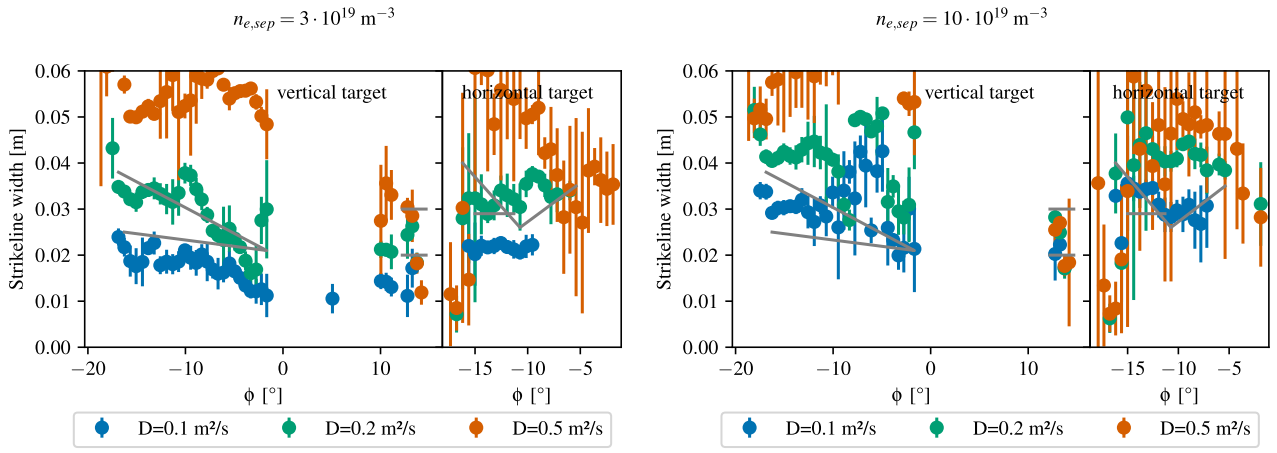 n_{e,sep} = 3 · 10^{19} m^{−3}
Strikeline width [m]
0.06
0.05
0.04
0.03
0.02
0.01
0.00
vertical target
horizontal target
−20
−10
0
10
−15
−10
−5
ϕ [°]
ϕ [°]
D=0.1 m²/s
D=0.2 m²/s
D=0.5 m²/s
n_{e,sep} = 10 · 10^{19} m^{−3}
Strikeline width [m]
0.06
0.05
0.04
0.03
0.02
0.01
0.00
vertical target
horizontal target
−20
−10
0
10
−15
−10
−5
ϕ [°]
ϕ [°]
D=0.1 m²/s
D=0.2 m²/s
D=0.5 m²/s